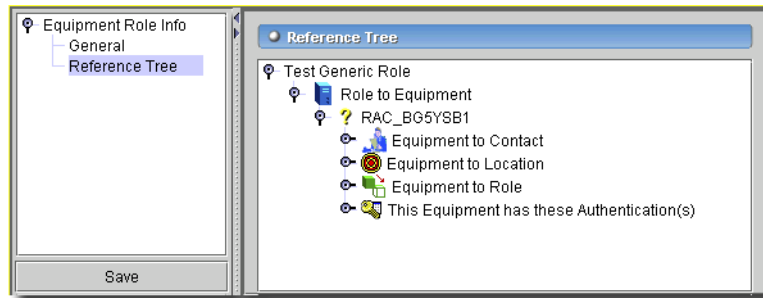 Equipment Role Info
General
Reference Tree
Save
Reference Tree
Test Generic Role
Role to Equipment
? RAC_BG5YSB1
Equipment to Contact
Equipment to Location
Equipment to Role
This Equipment has these Authentication(s)